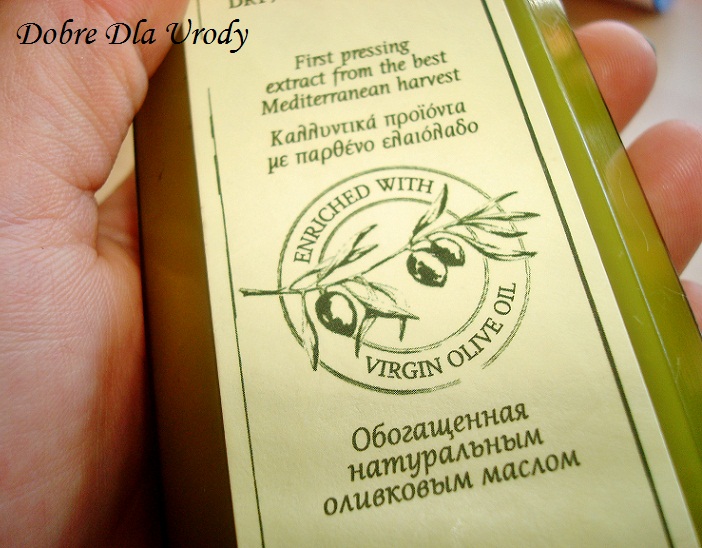 Dobre Dla Urody
First pressing
extract from the best
Mediterranean harvest
Καλλυντικά προϊόντα
με παρθένο ελαιόλαδο
ENRICHED WITH
VIRGIN OLIVE OIL
Обогащенная
натуральным
оливковым маслом